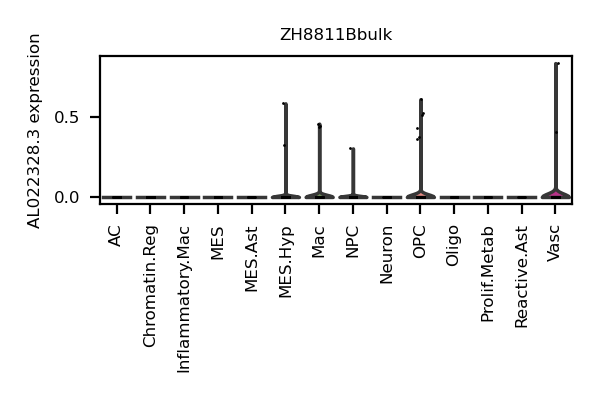 ZH8811Bbulk
AL022328.3 expression
0.5
0.0
AC
Chromatin.Reg
Inflammatory.Mac
MES
MES.Ast
MES.Hyp
Mac
NPC
Neuron
OPC
Oligo
Prolif.Metab
Reactive.Ast
Vasc